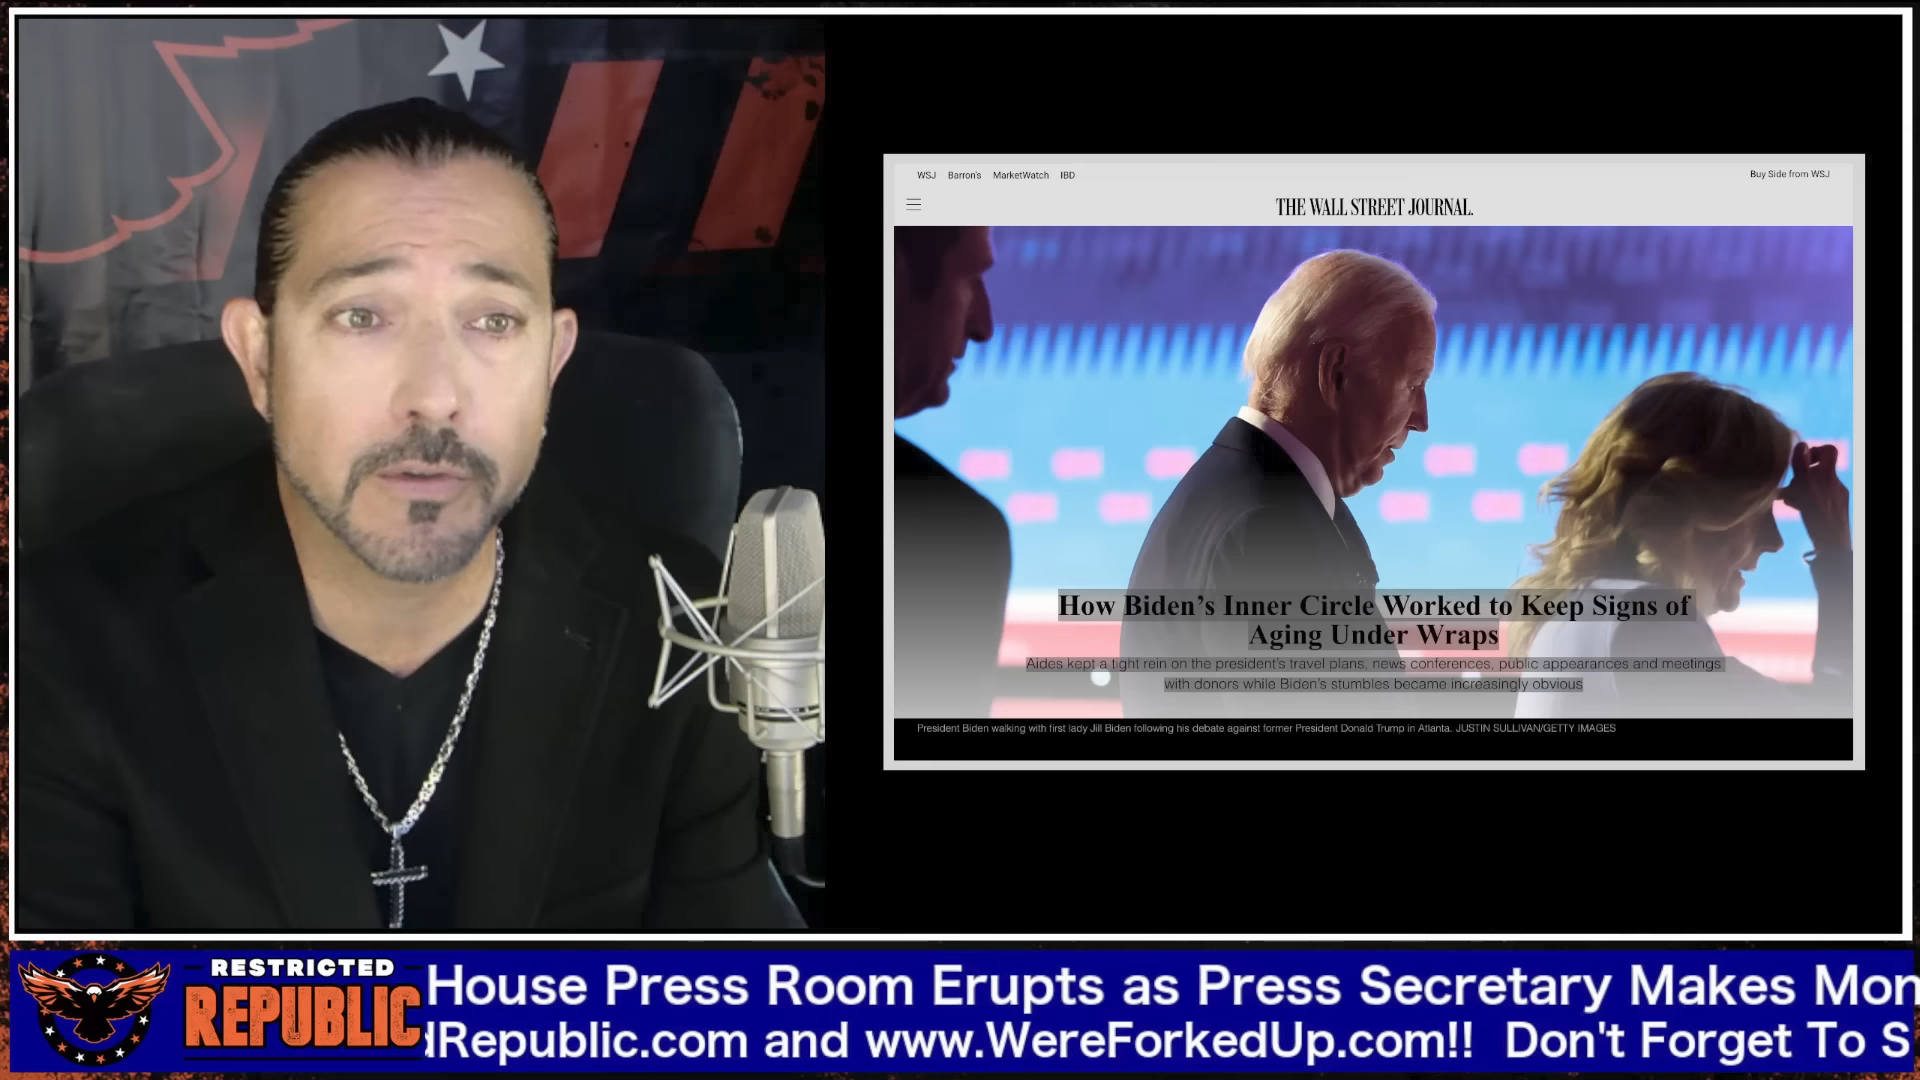 WSJ Barron's MarketWatch IBD
Buy Side from WSJ
THE WALL STREET JOURNAL.
How Biden's Inner Circle Worked to Keep Signs of
Aging Under Wraps
Aides kept a tight rein on the president's travel plans, news conferences, public appearances and meetings
with donors while Biden's stumbles became increasingly obvious
President Biden walking with first lady Jill Biden following his debate against former President Donald Trump in Atlanta. JUSTIN SULLIVAN/GETTY IMAGES
RESTRICTED
REPUBLIC
House Press Room Erupts as Press Secretary Makes Mon
dRepublic.com and www.WereForkedUp.com!! Don't Forget To S